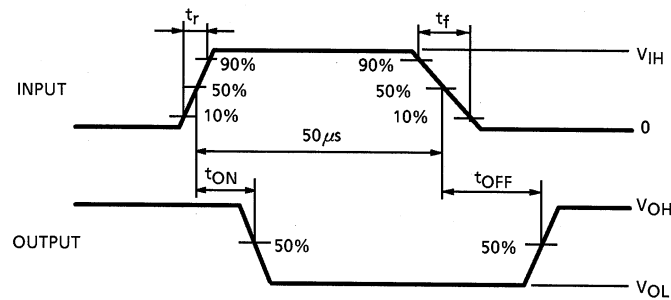 tr
tf
VIH
90%
90%
INPUT
50%
50%
10%
10%
0
50μs
tON
tOFF
VOH
OUTPUT
50%
50%
VOL